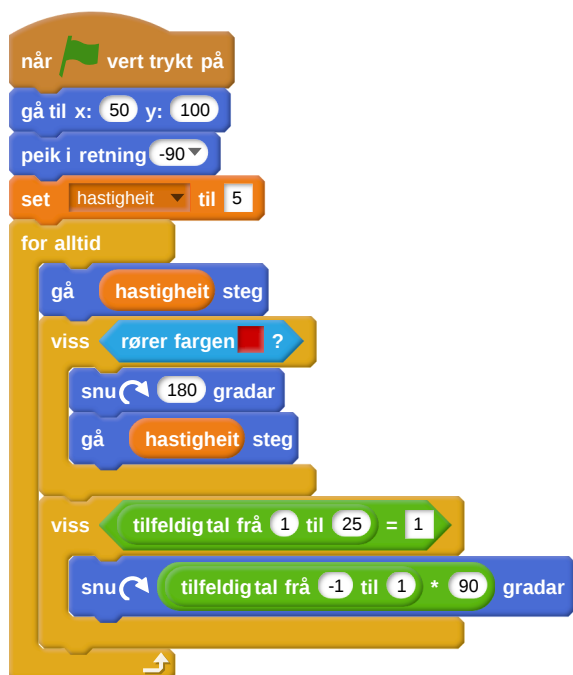 når vert trykt på
gå til x: 50 y: 100
peik i retning -90
set hastigheit til 5
for alltid
gå hastigheit steg
viss rører fargen ?
snu 180 gradar
gå hastigheit steg
viss tilfeldig tal frå 1 til 25 = 1
snu tilfeldig tal frå -1 til 1 * 90 gradar